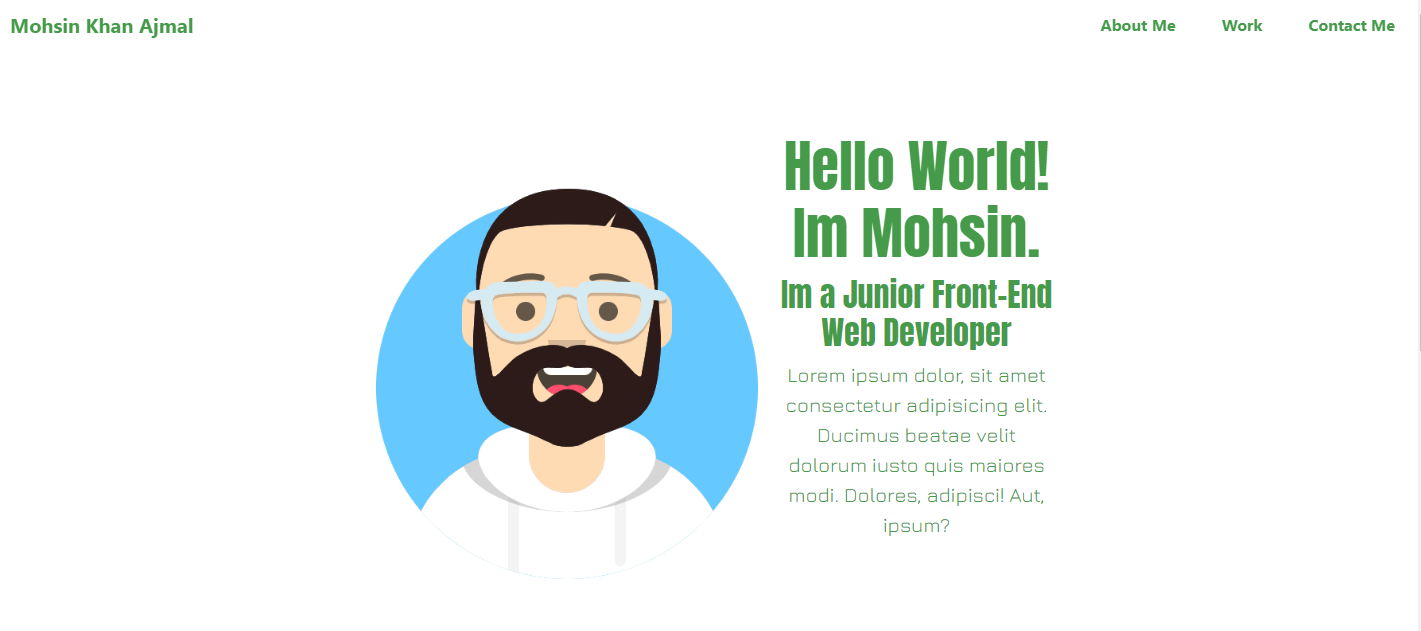 Mohsin Khan Ajmal
About Me Work Contact Me
Hello World!
Im Mohsin.
Im a Junior Front-End
Web Developer
Lorem ipsum dolor, sit amet
consectetur adipisicing elit.
Ducimus beatae velit
dolorum iusto quis maiores
modi. Dolores, adipisci! Aut,
ipsum?